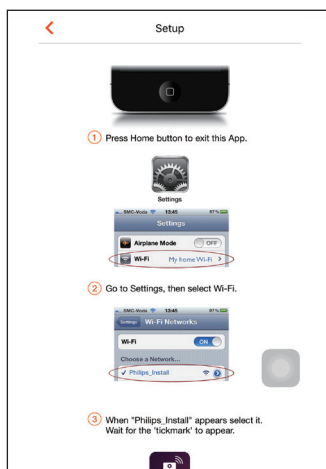 Setup
1 Press Home button to exit this App.
Settings
SMC-Voda 13:45 97%
Settings
Airplane Mode OFF
Wi-Fi My home Wi-Fi
2 Go to Settings, then select Wi-Fi.
SMC-Voda 13:45 97%
Settings Wi-Fi Networks
Wi-Fi ON
Choose a Network...
✓ Philips_Install
3 When "Philips_Install" appears select it.
Wait for the 'tickmark' to appear.